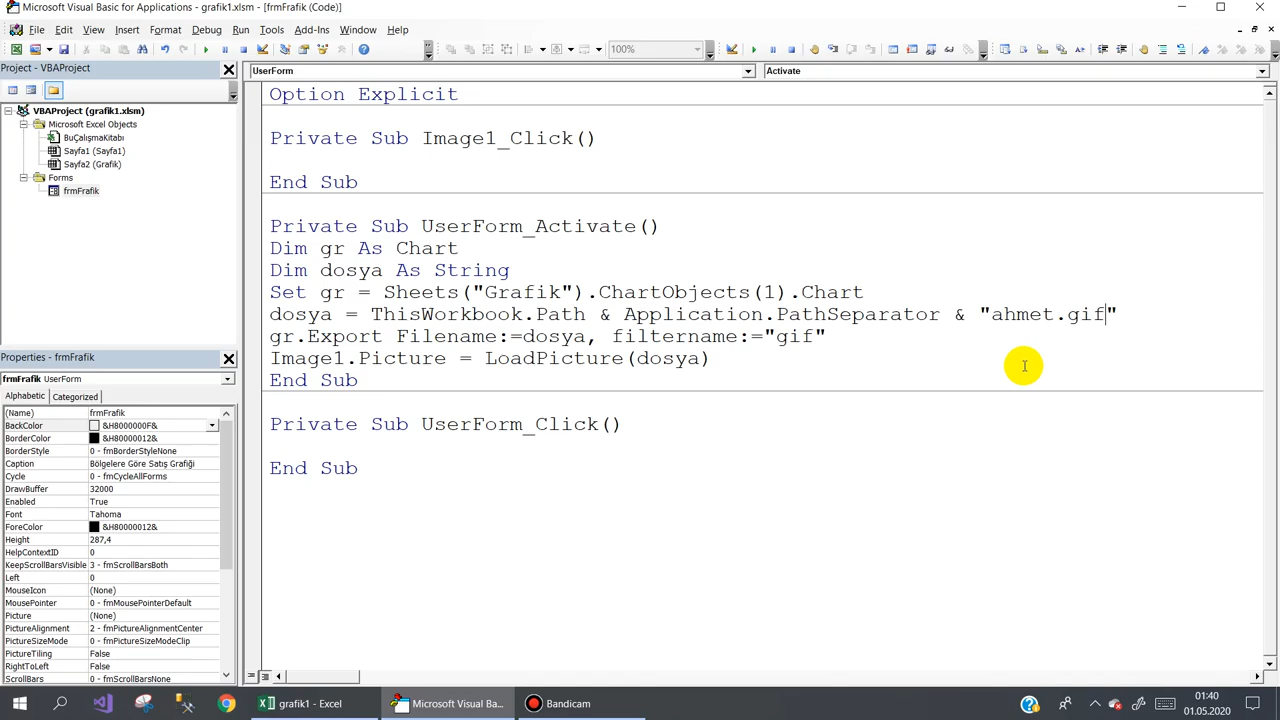 Microsoft Visual Basic for Applications - grafik1.xlsm - [frmFrafik (Code)]
File Edit View Insert Format Debug Run Tools Add-Ins Window Help
100%
Project - VBAProject
UserForm
Activate
VBAProject (grafik1.xlsm)
Microsoft Excel Objects
BuÇalışmaKitabı
Sayfa1 (Sayfa1)
Sayfa2 (Grafik)
Forms
frmFrafik
Option Explicit
Private Sub Image1_Click()
End Sub
Private Sub UserForm_Activate()
Dim gr As Chart
Dim dosya As String
Set gr = Sheets("Grafik").ChartObjects(1).Chart
dosya = ThisWorkbook.Path & Application.PathSeparator & "ahmet.gif"
gr.Export Filename:=dosya, filtername:="gif"
Image1.Picture = LoadPicture(dosya)
End Sub
Private Sub UserForm_Click()
End Sub
Properties - frmFrafik
frmFrafik UserForm
Alphabetic Categorized
(Name) frmFrafik
BackColor &H8000000F&
BorderColor &H80000012&
BorderStyle 0 - fmBorderStyleNone
Caption Bölgelere Göre Satış Grafiği
Cycle 0 - fmCycleAllForms
DrawBuffer 32000
Enabled True
Font Tahoma
ForeColor &H80000012&
Height 287,4
HelpContextID 0
KeepScrollBarsVisible 3 - fmScrollBarsBoth
Left 0
MouseIcon (None)
MousePointer 0 - fmMousePointerDefault
Picture (None)
PictureAlignment 2 - fmPictureAlignmentCenter
PictureSizeMode 0 - fmPictureSizeModeClip
PictureTiling False
RightToLeft False
ScrollBars 0 - fmScrollBarsNone
grafik1 - Excel
Microsoft Visual Ba...
Bandicam
01:40
01.05.2020